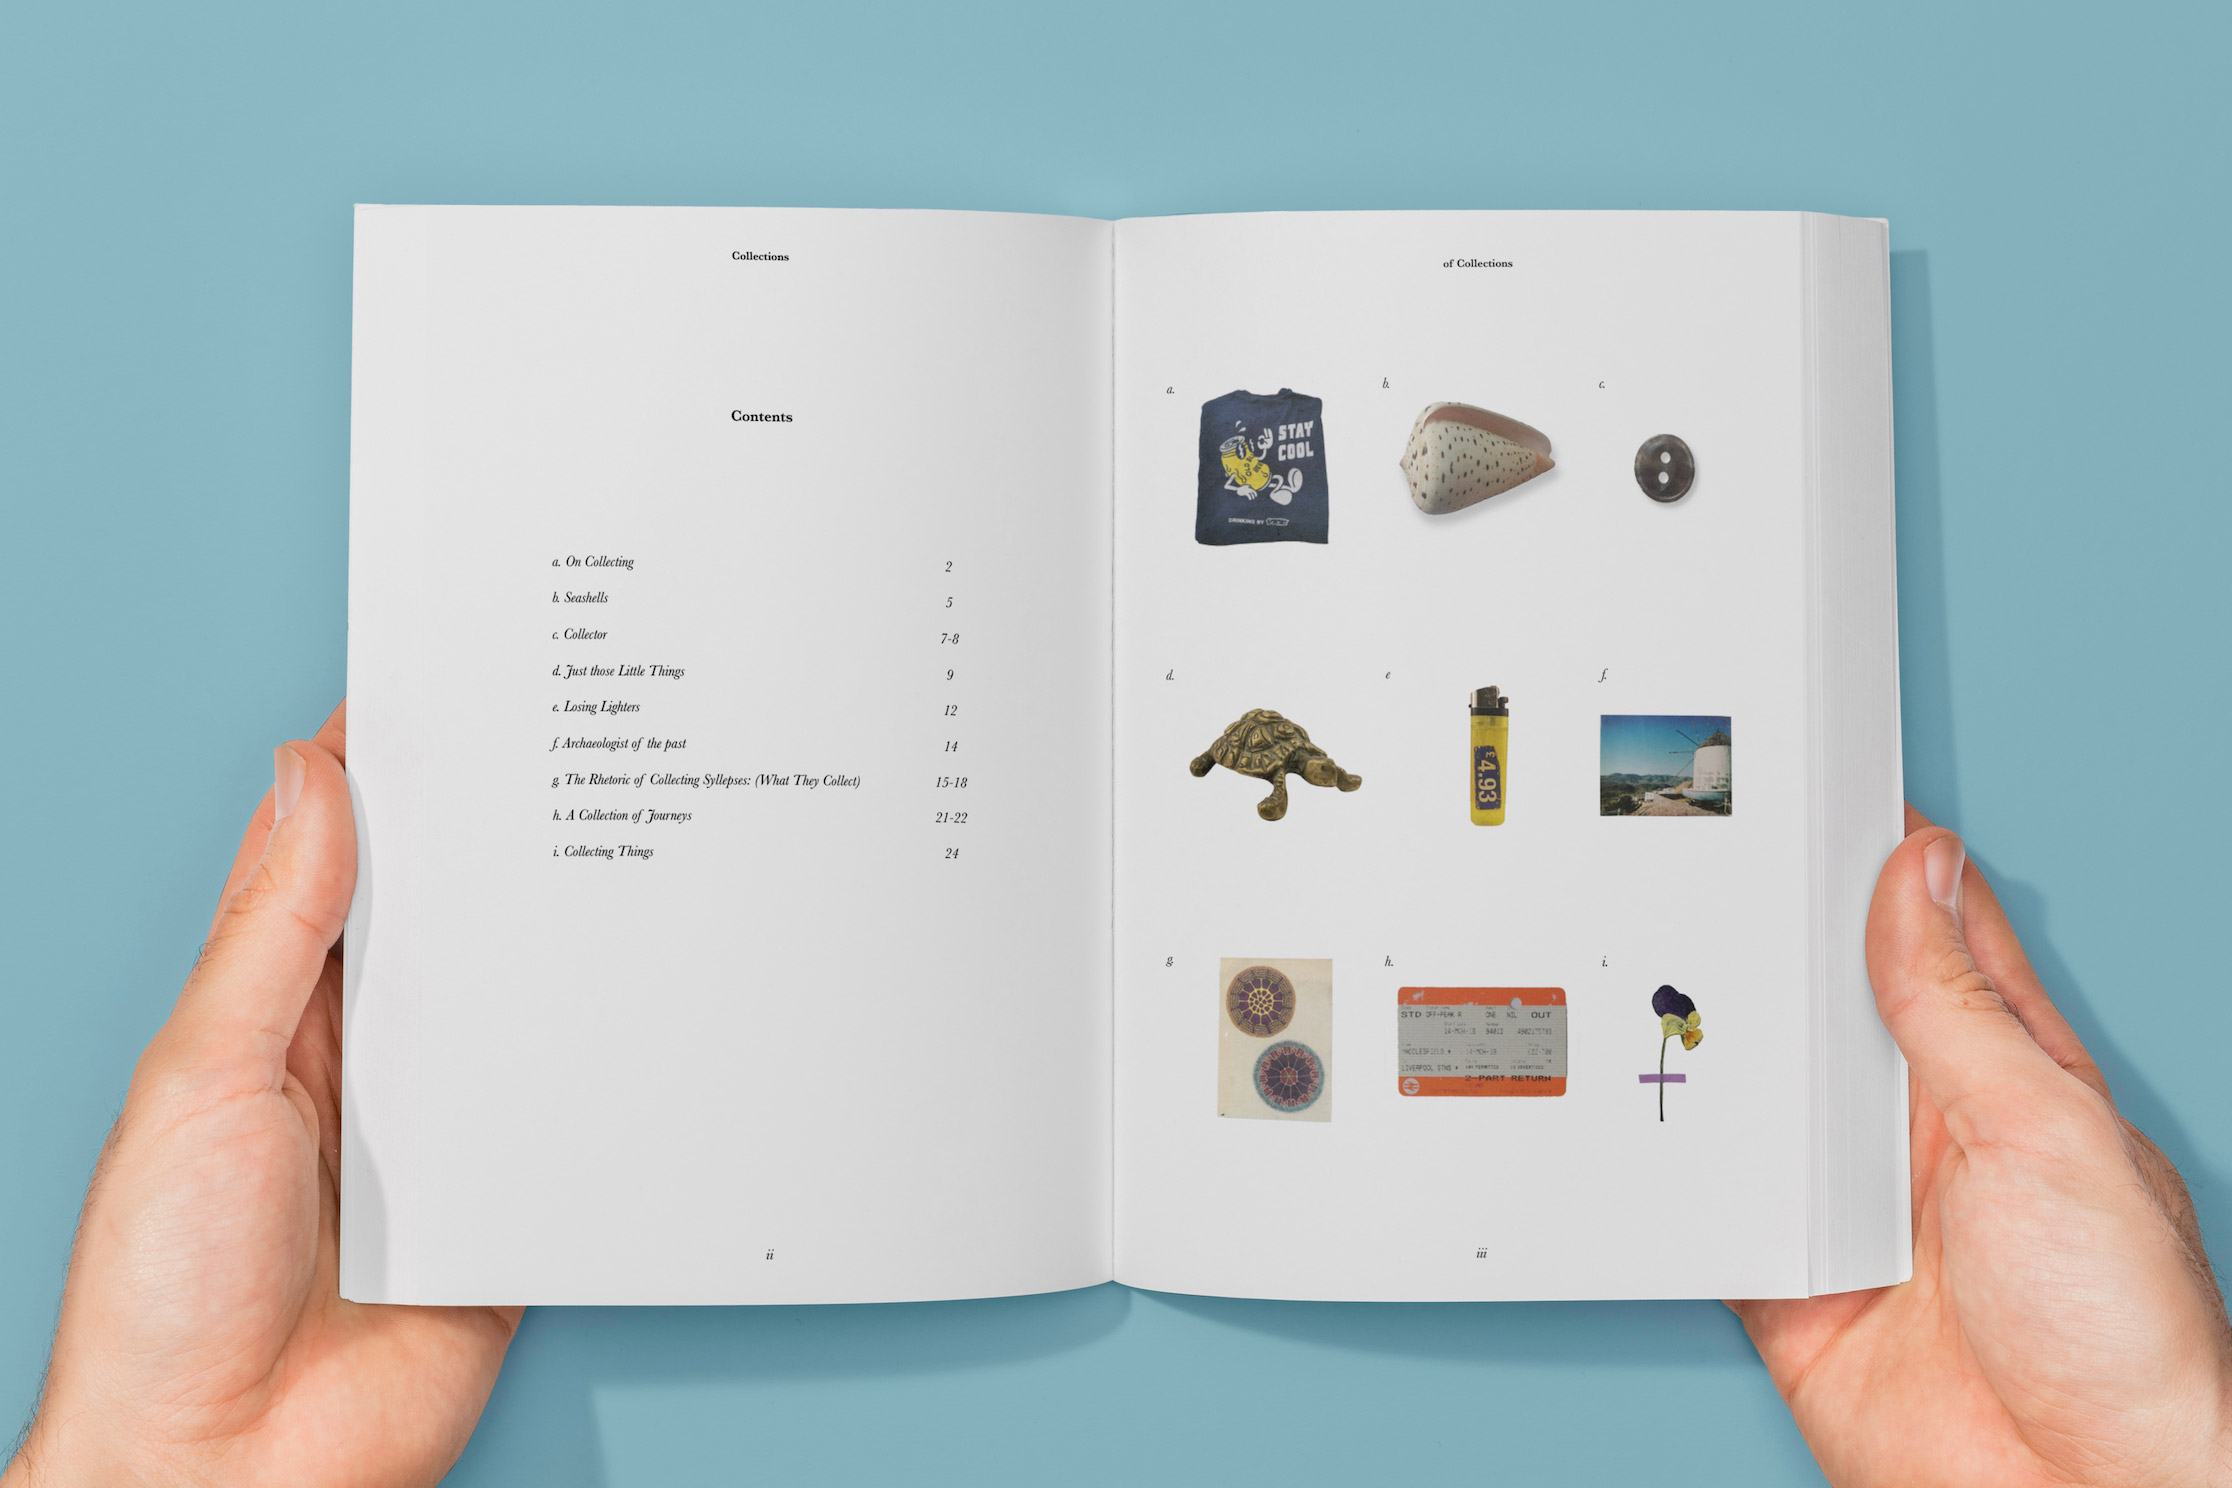 Collections
Contents
a. On Collecting 2
b. Seashells 5
c. Collector 7-8
d. Just those Little Things 9
e. Losing Lighters 12
f. Archaeologist of the past 14
g. The Rhetoric of Collecting Syllepses: (What They Collect) 15-18
h. A Collection of Journeys 21-22
i. Collecting Things 24
ii
of Collections
a.
STAY
COOL
DRINKING BY
b.
c.
d.
e
£4.93
f.
g.
h.
STD OFF-PEAK R ONE NIL OUT
LIVERPOOL STNS
2-PART RETURN
i.
iii